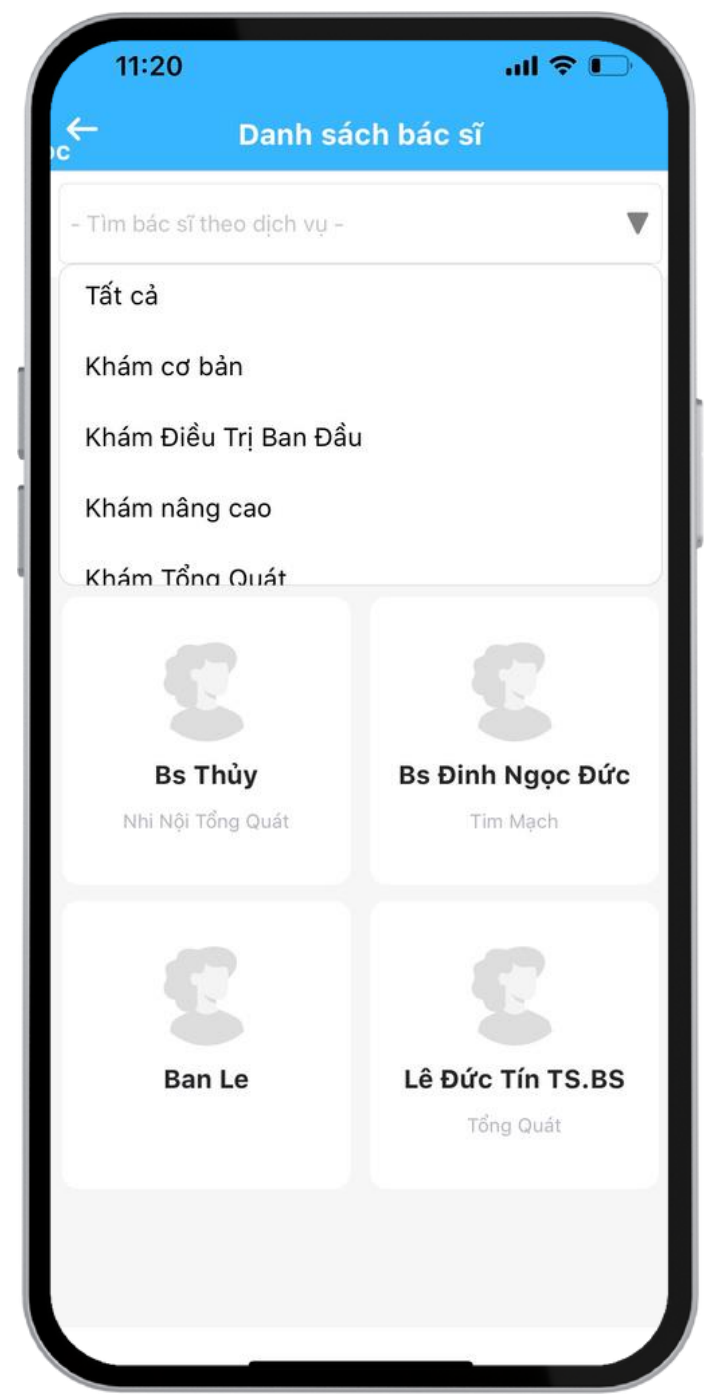 11:20
Danh sách bác sĩ
ọc
- Tìm bác sĩ theo dịch vụ -
Tất cả
Khám cơ bản
Khám Điều Trị Ban Đầu
Khám nâng cao
Khám Tổng Quát
Bs Thủy
Nhi Nội Tổng Quát
Bs Đinh Ngọc Đức
Tim Mạch
Ban Le
Lê Đức Tín TS.BS
Tổng Quát